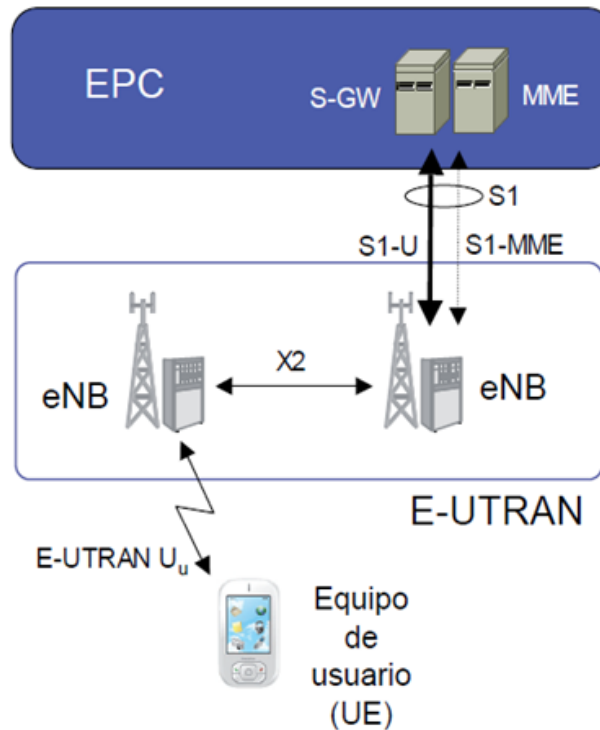 EPC
S-GW
MME
S1
S1-U
S1-MME
eNB
X2
eNB
E-UTRAN
E-UTRAN Uu
Equipo
de
usuario
(UE)